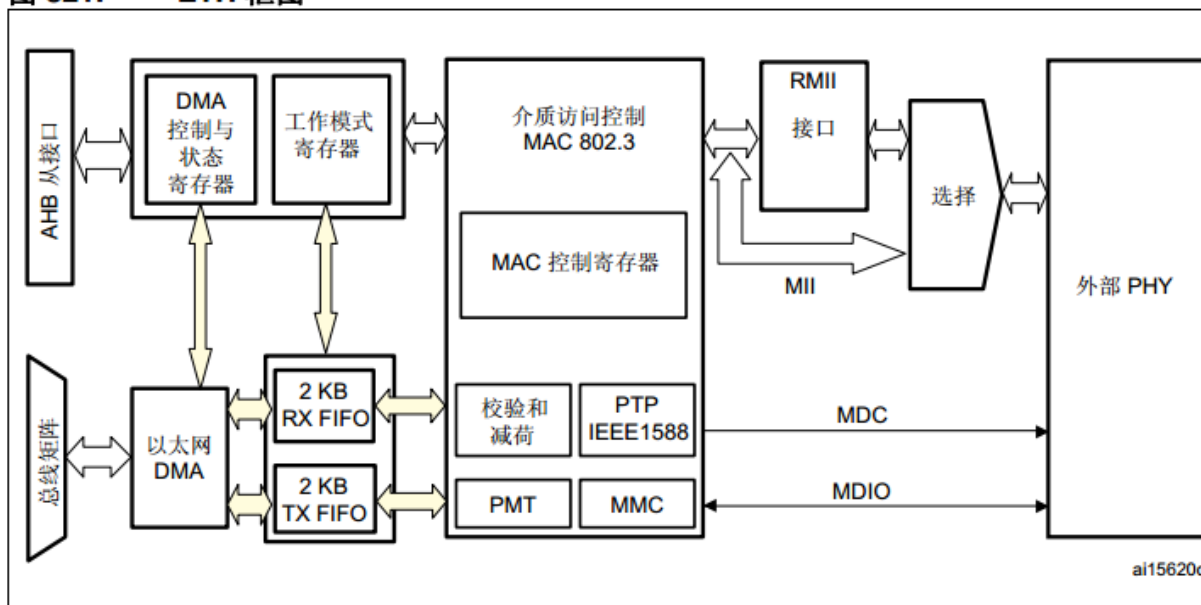 AHB 从接口
DMA
控制与
状态
寄存器
工作模式
寄存器
介质访问控制
MAC 802.3
MAC 控制寄存器
RMII
接口
选择
MII
外部 PHY
总线矩阵
以太网
DMA
2 KB
RX FIFO
2 KB
TX FIFO
校验和
减荷
PTP
IEEE1588
PMT
MMC
MDC
MDIO